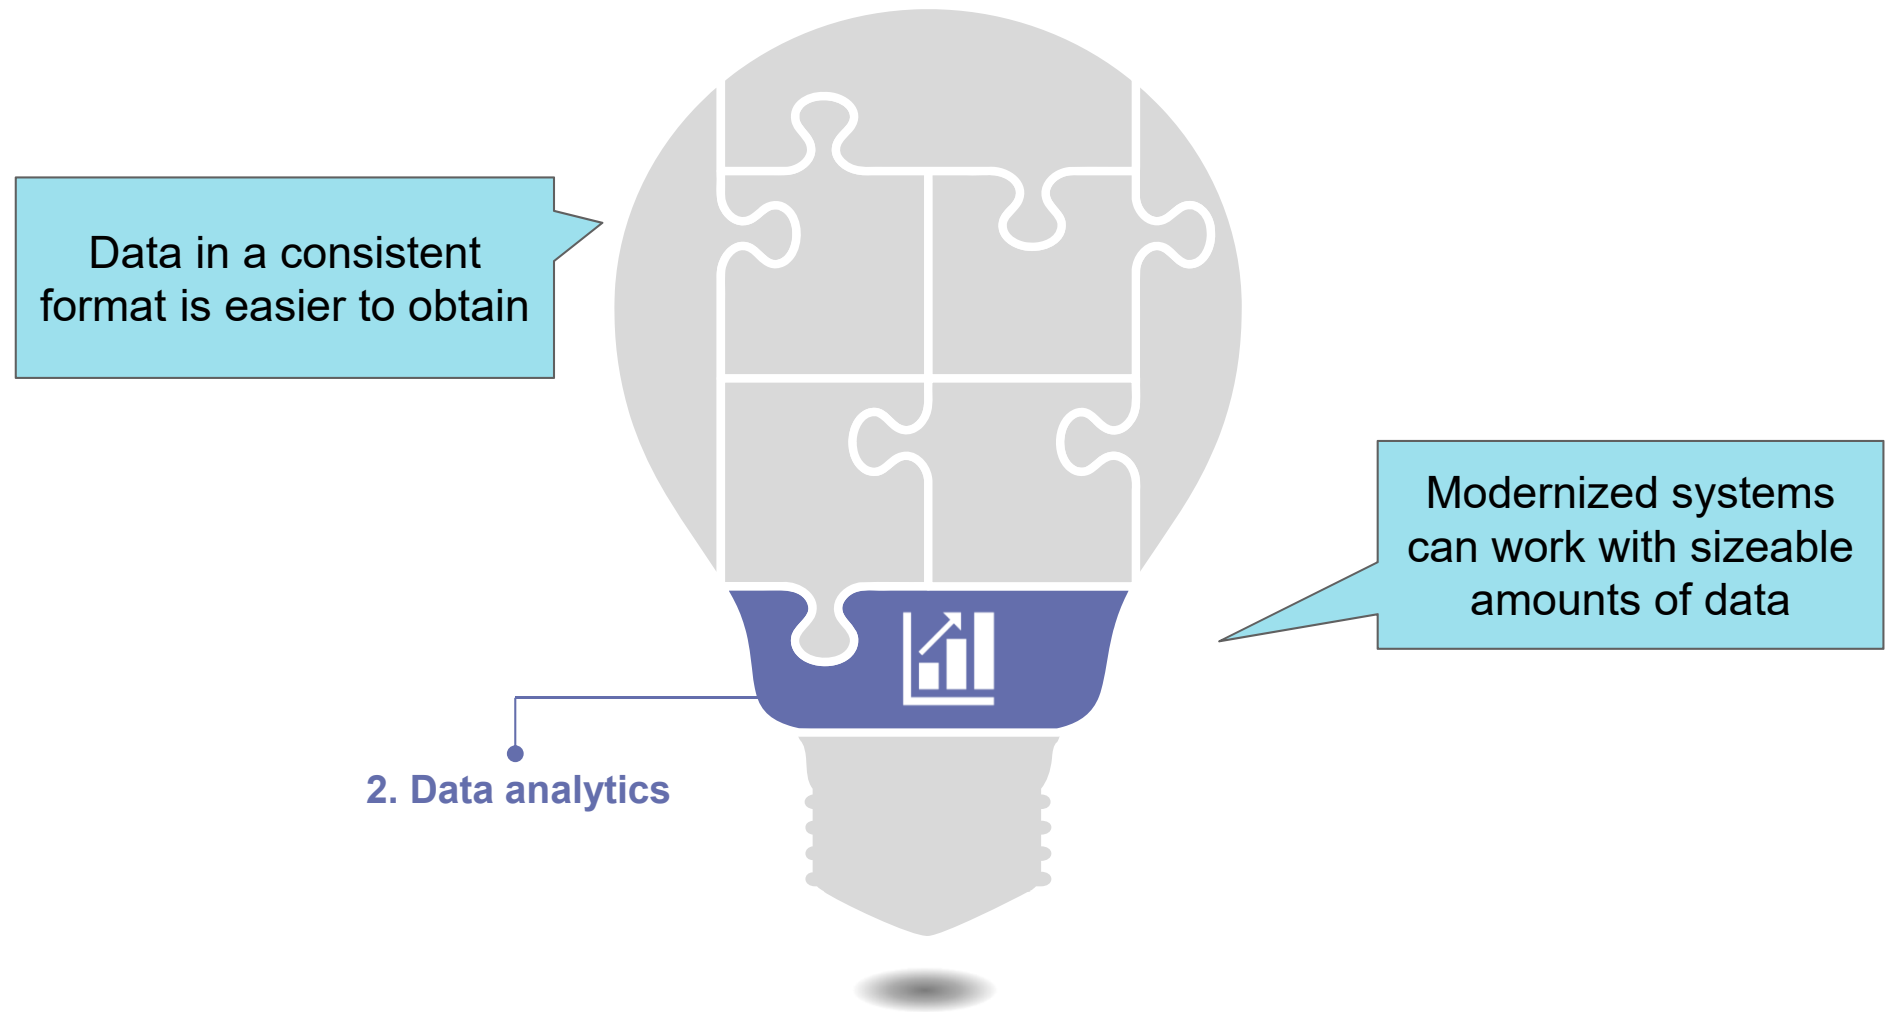 Data in a consistent
format is easier to obtain
Modernized systems
can work with sizeable
amounts of data
2. Data analytics